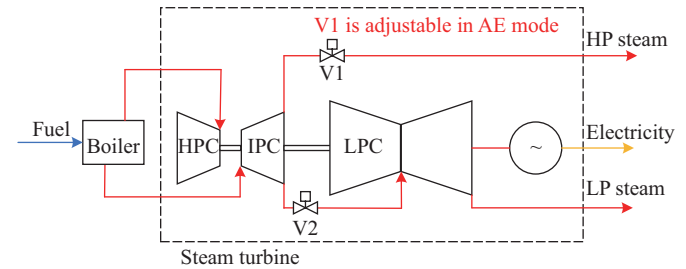 V1 is adjustable in AE mode
HP steam
V1
Fuel
Boiler
HPC
IPC
LPC
~
Electricity
LP steam
V2
Steam turbine